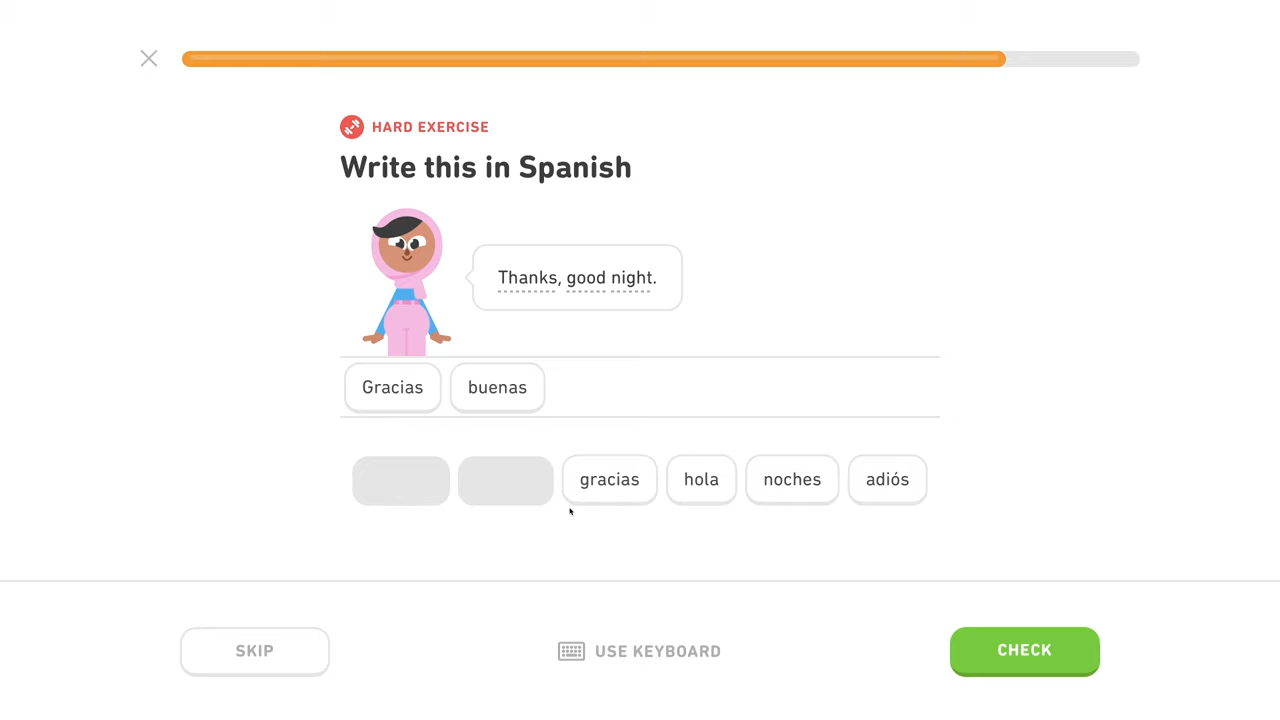 HARD EXERCISE
Write this in Spanish
Thanks, good night.
Gracias buenas
gracias hola noches adiós
SKIP USE KEYBOARD CHECK